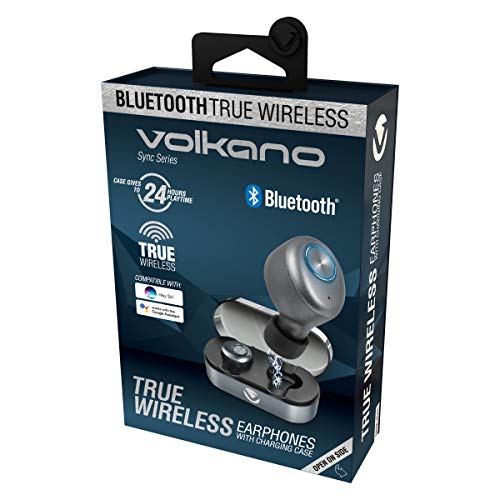 BLUETOOTH TRUE WIRELESS
volkano
Sync Series
CASE GIVES
TO
24 HOURS
PLAYTIME
Bluetooth®
TRUE
WIRELESS
COMPATIBLE WITH:
Hey Siri
works with the
Google Assistant
TRUE
WIRELESS EARPHONES
WITH CHARGING CASE
OPEN ON SIDE
TRUE WIRELESS EARPHONES
WITH CHARGING CASE